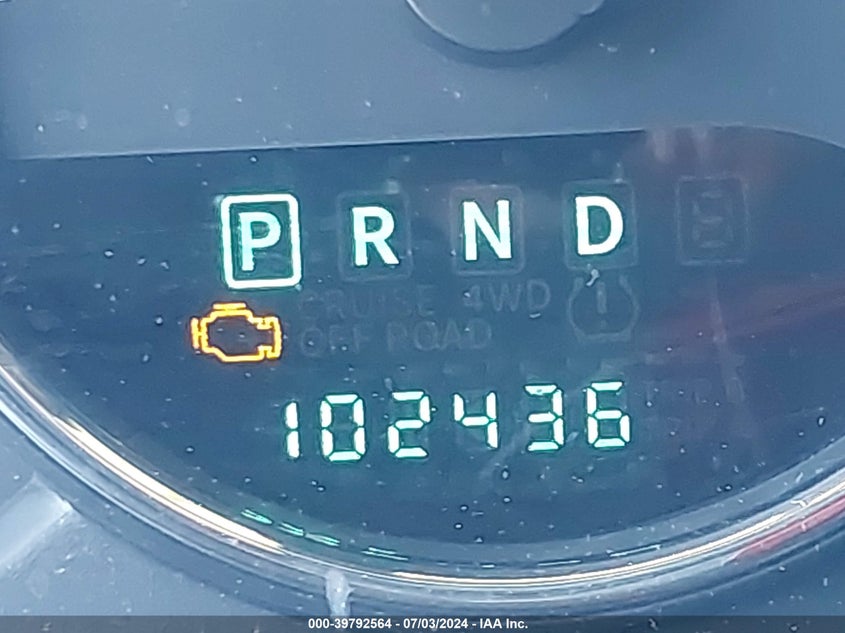 P R N D
CRUISE 4WD
OFF ROAD
102436
000-39792564 - 07/03/2024 - IAA Inc.